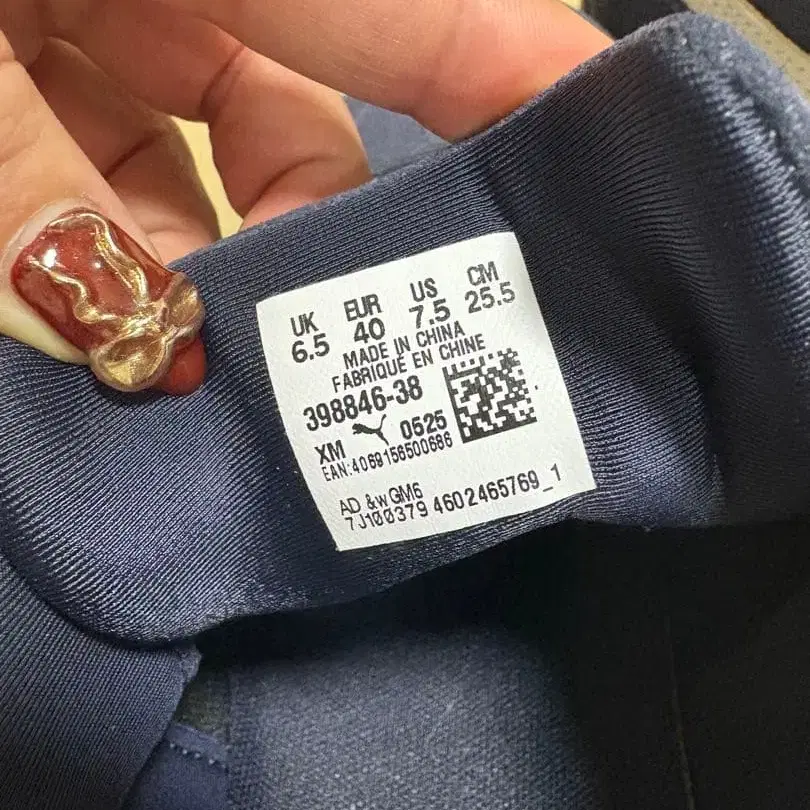 UK EUR US CM
6.5 40 7.5 25.5
MADE IN CHINA
FABRIQUÉ EN CHINE
398846-38
XM 0525
EAN:4069156500686
AD &wGM6
7J100379 4602465769_1